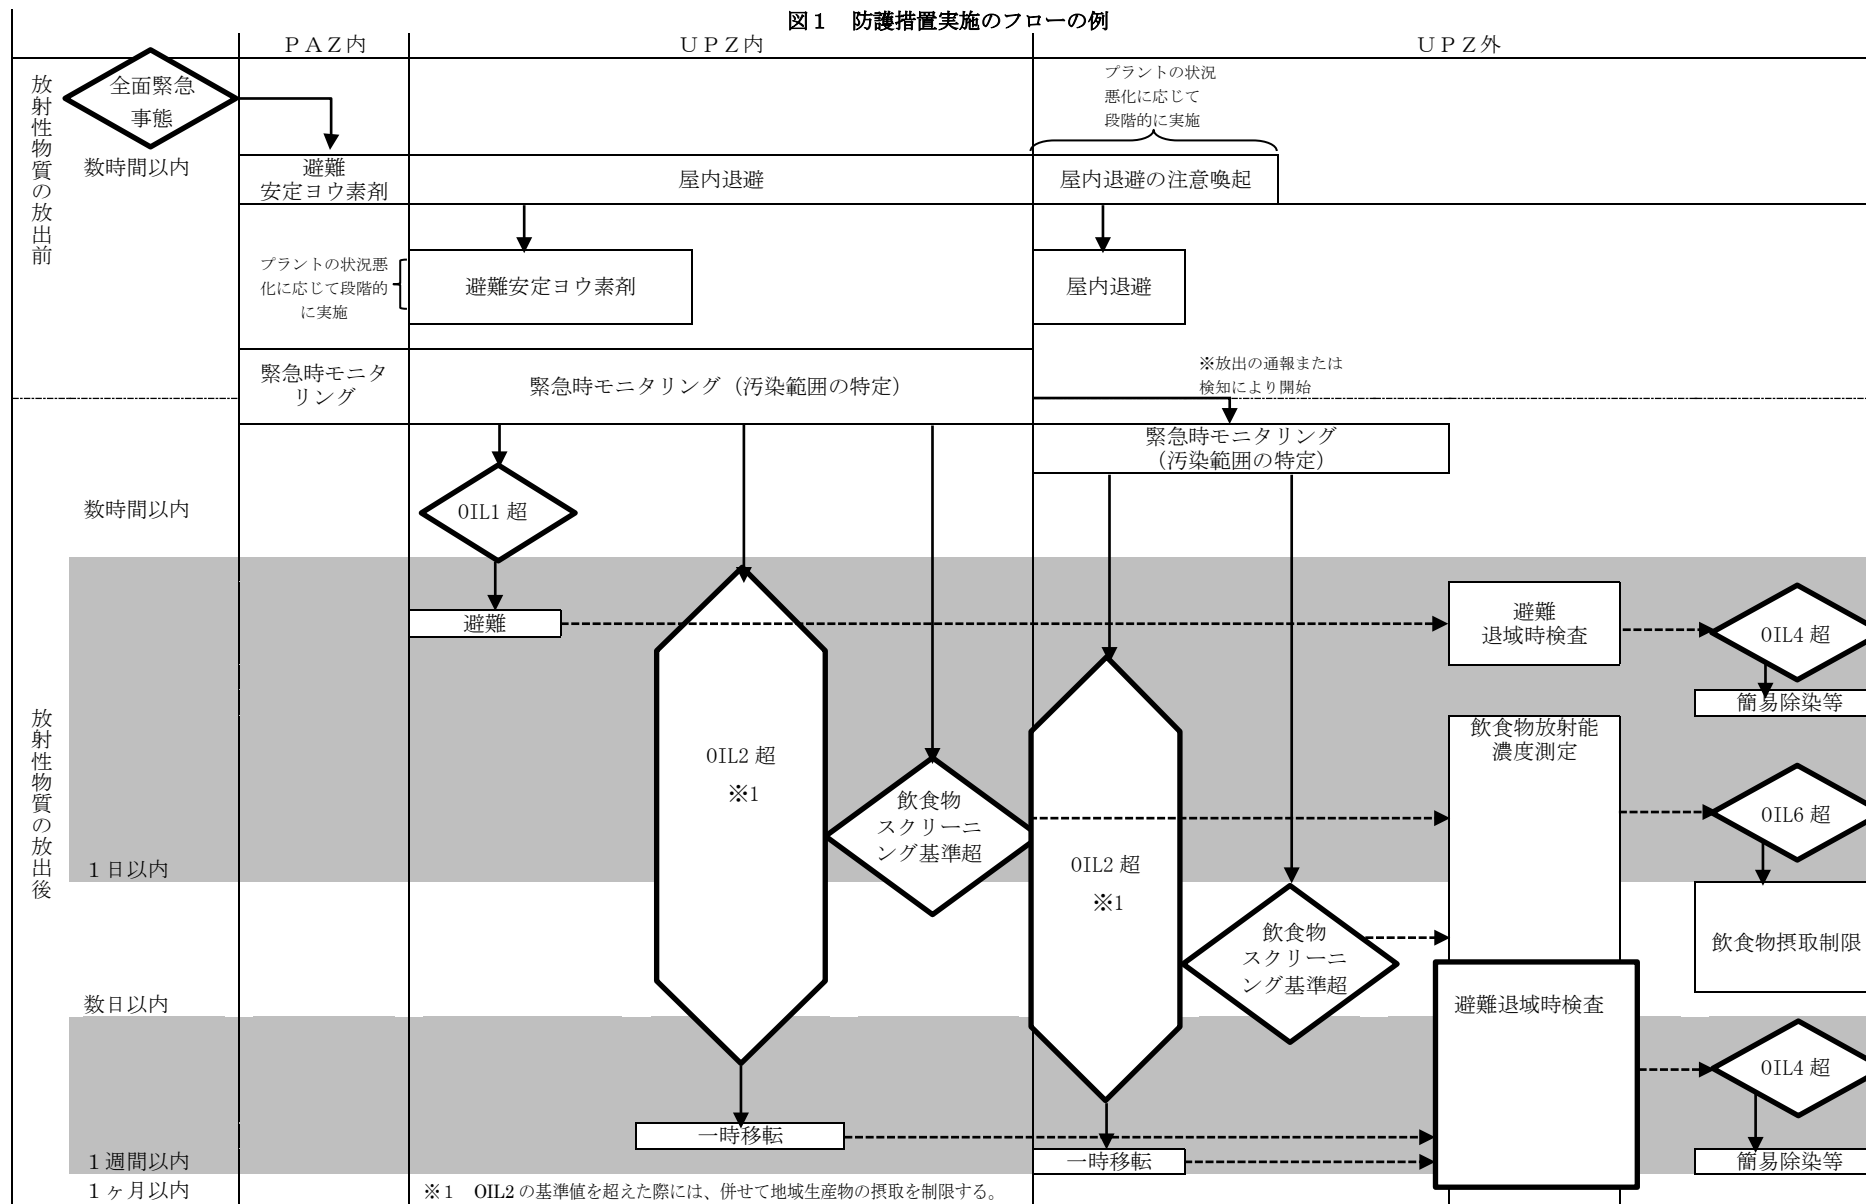 図１　防護措置実施のフローの例
ＰＡＺ内
ＵＰＺ内
ＵＰＺ外
放射性物質の放出前
全面緊急
事態
プラントの状況
悪化に応じて
段階的に実施
数時間以内
避難
安定ヨウ素剤
屋内退避
屋内退避の注意喚起
プラントの状況悪
化に応じて段階的
に実施
避難安定ヨウ素剤
屋内退避
緊急時モニタ
リング
緊急時モニタリング（汚染範囲の特定）
※放出の通報または
検知により開始
緊急時モニタリング
（汚染範囲の特定）
放射性物質の放出後
数時間以内
OIL1 超
避難
避難
退域時検査
OIL4 超
簡易除染等
OIL2 超
※1
飲食物
スクリーニ
ング基準超
飲食物放射能
濃度測定
OIL6 超
1日以内
OIL2 超
※1
飲食物
スクリーニ
ング基準超
飲食物摂取制限
数日以内
避難退域時検査
OIL4 超
一時移転
一時移転
簡易除染等
1週間以内
1ヶ月以内
※１　OIL2 の基準値を超えた際には、併せて地域生産物の摂取を制限する。